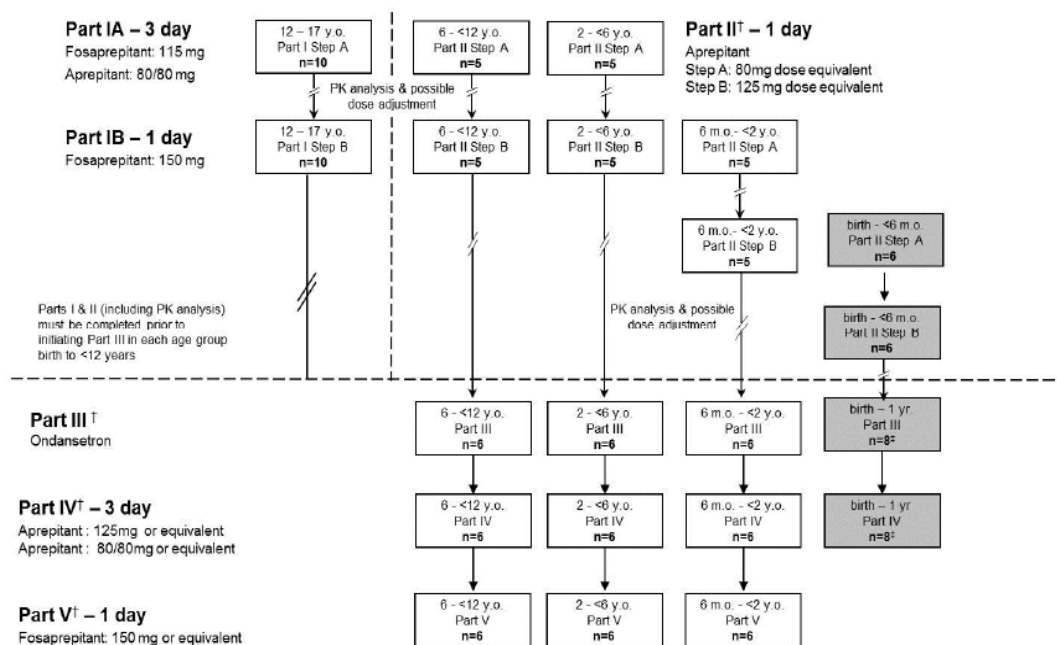 Part IA – 3 day
Fosaprepitant: 115 mg
Aprepitant: 80/80 mg
12 – 17 y.o.
Part I Step A
n=10
6 - <12 y.o.
Part II Step A
n=5
2 - <6 y.o.
Part II Step A
n=5
Part II† – 1 day
Aprepitant
Step A: 80mg dose equivalent
Step B: 125 mg dose equivalent
PK analysis & possible
dose adjustment
Part IB – 1 day
Fosaprepitant: 150 mg
12 – 17 y.o.
Part I Step B
n=10
6 - <12 y.o.
Part II Step B
n=5
2 - <6 y.o.
Part II Step B
n=5
6 m.o.- <2 y.o.
Part II Step A
n=5
6 m.o.- <2 y.o.
Part II Step B
n=5
birth - <6 m.o.
Part II Step A
n=6
Parts I & II (including PK analysis)
must be completed prior to
initiating Part III in each age group
birth to <12 years
PK analysis & possible
dose adjustment
birth - <6 m.o.
Part II Step B
n=6
Part III †
Ondansetron
6 - <12 y.o.
Part III
n=6
2 - <6 y.o.
Part III
n=6
6 m.o. - <2 y.o.
Part III
n=6
birth – 1 yr.
Part III
n=8‡
Part IV† – 3 day
Aprepitant : 125mg or equivalent
Aprepitant : 80/80mg or equivalent
6 - <12 y.o.
Part IV
n=6
2 - <6 y.o.
Part IV
n=6
6 m.o. - <2 y.o.
Part IV
n=6
birth – 1 yr
Part IV
n=8‡
Part V† – 1 day
Fosaprepitant: 150 mg or equivalent
6 - <12 y.o.
Part V
n=6
2 - <6 y.o.
Part V
n=6
6 m.o. - <2 y.o.
Part V
n=6